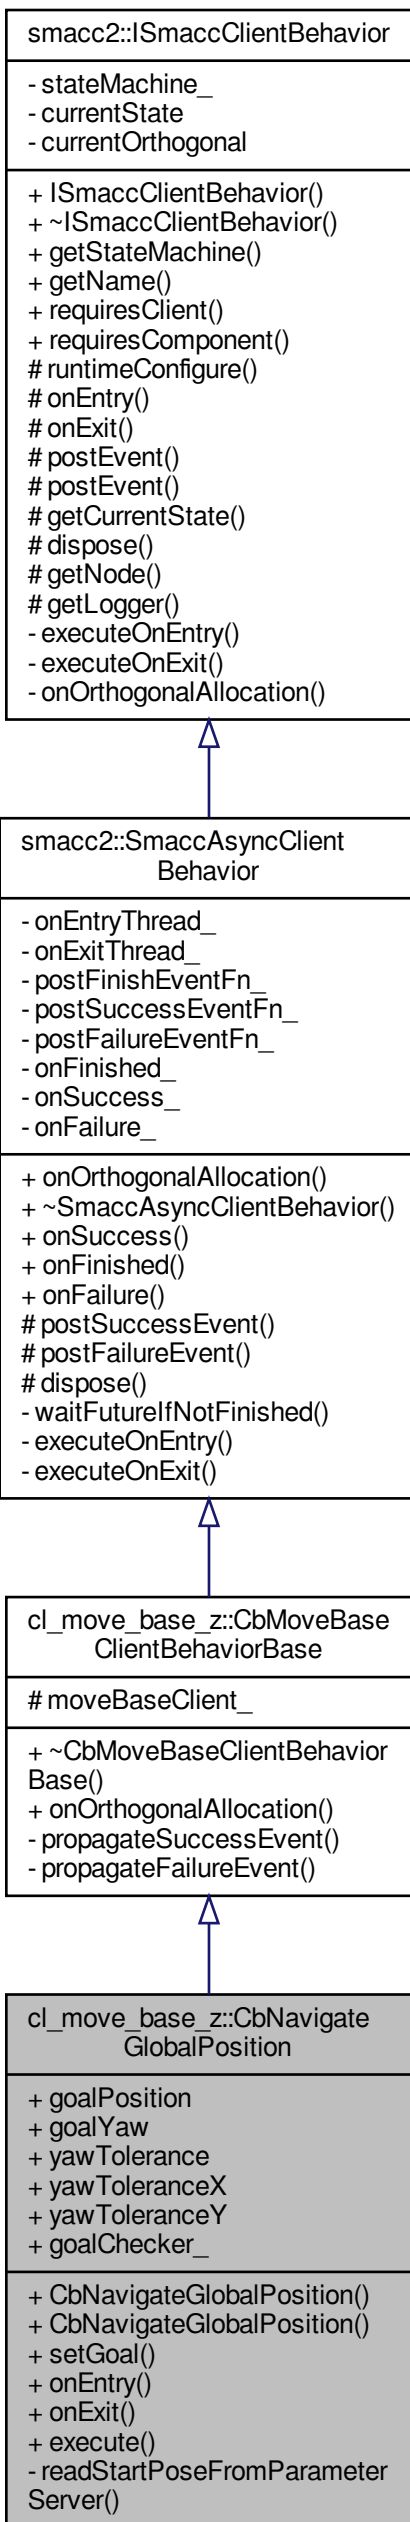 smacc2::ISmaccClientBehavior
- stateMachine_
- currentState
- currentOrthogonal
+ ISmaccClientBehavior()
+ ~ISmaccClientBehavior()
+ getStateMachine()
+ getName()
+ requiresClient()
+ requiresComponent()
# runtimeConfigure()
# onEntry()
# onExit()
# postEvent()
# postEvent()
# getCurrentState()
# dispose()
# getNode()
# getLogger()
- executeOnEntry()
- executeOnExit()
- onOrthogonalAllocation()
smacc2::SmaccAsyncClient
Behavior
- onEntryThread_
- onExitThread_
- postFinishEventFn_
- postSuccessEventFn_
- postFailureEventFn_
- onFinished_
- onSuccess_
- onFailure_
+ onOrthogonalAllocation()
+ ~SmaccAsyncClientBehavior()
+ onSuccess()
+ onFinished()
+ onFailure()
# postSuccessEvent()
# postFailureEvent()
# dispose()
- waitFutureIfNotFinished()
- executeOnEntry()
- executeOnExit()
cl_move_base_z::CbMoveBase
ClientBehaviorBase
# moveBaseClient_
+ ~CbMoveBaseClientBehavior
Base()
+ onOrthogonalAllocation()
- propagateSuccessEvent()
- propagateFailureEvent()
cl_move_base_z::CbNavigate
GlobalPosition
+ goalPosition
+ goalYaw
+ yawTolerance
+ yawToleranceX
+ yawToleranceY
+ goalChecker_
+ CbNavigateGlobalPosition()
+ CbNavigateGlobalPosition()
+ setGoal()
+ onEntry()
+ onExit()
+ execute()
- readStartPoseFromParameter
Server()